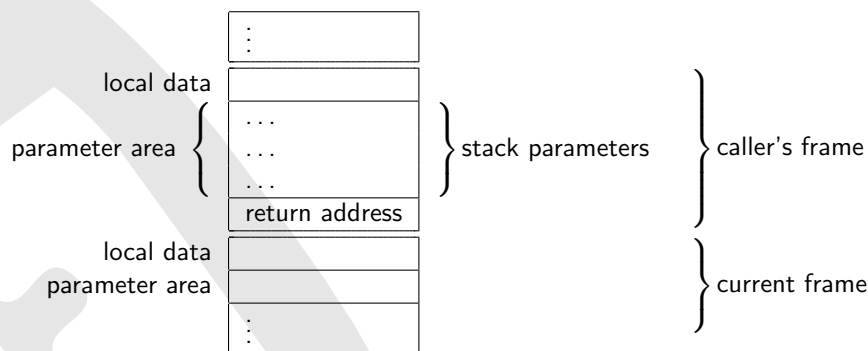 ⋮
local data
parameter area
...
...
...
stack parameters
caller's frame
return address
local data
parameter area
current frame
⋮